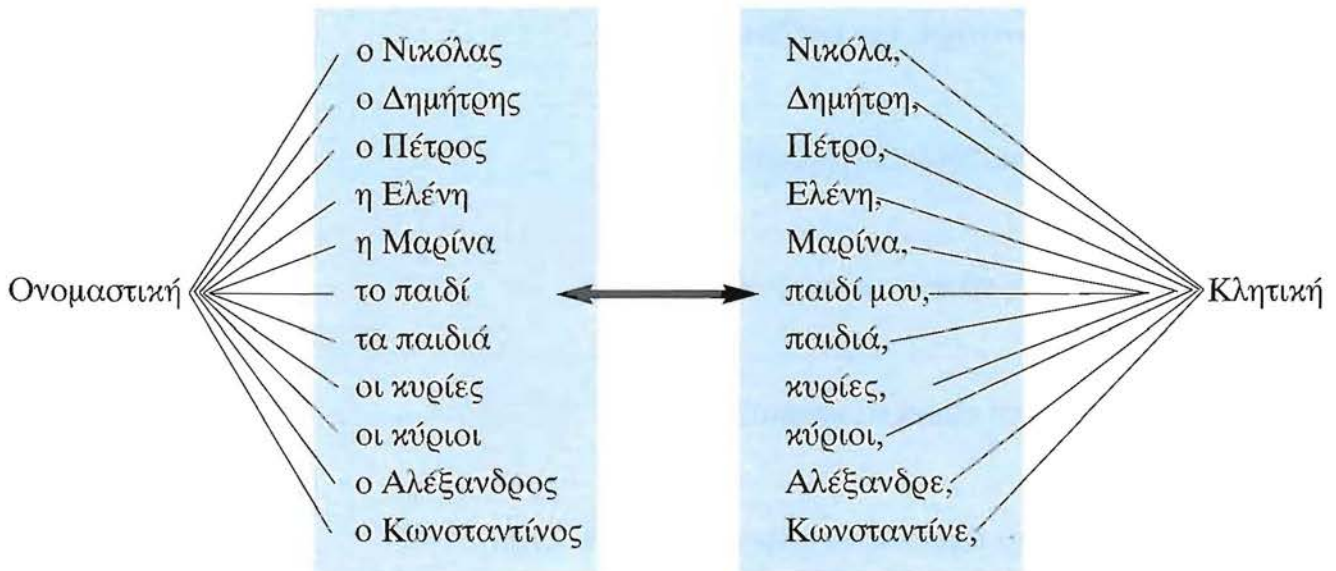 ο Νικόλας
ο Δημήτρης
ο Πέτρος
η Ελένη
η Μαρίνα
Ονομαστική
το παιδί
τα παιδιά
οι κυρίες
οι κύριοι
ο Αλέξανδρος
ο Κωνσταντίνος
Νικόλα,
Δημήτρη,
Πέτρο,
Ελένη,
Μαρίνα,
παιδί μου,
παιδιά,
κυρίες,
κύριοι,
Αλέξανδρε,
Κωνσταντίνε,
Κλητική